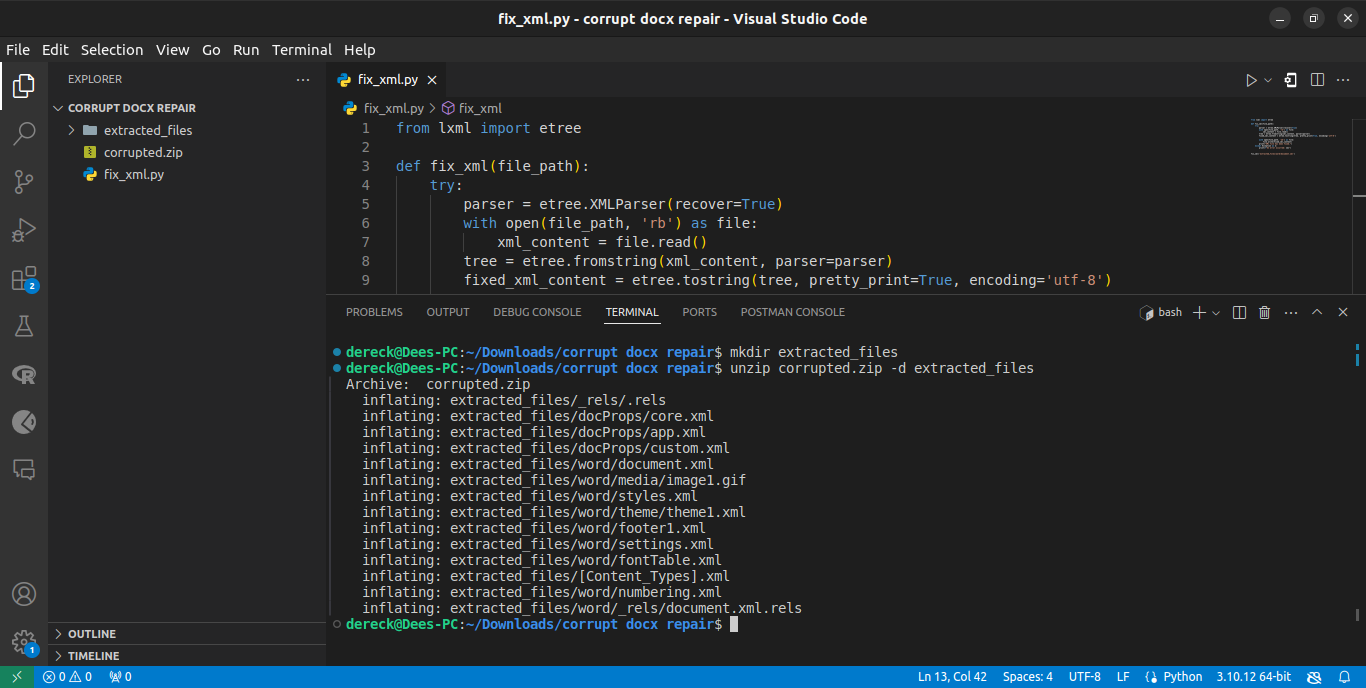 fix_xml.py - corrupt docx repair - Visual Studio Code
File Edit Selection View Go Run Terminal Help
EXPLORER
CORRUPT DOCX REPAIR
extracted_files
corrupted.zip
fix_xml.py
OUTLINE
TIMELINE
2
1
fix_xml.py
fix_xml.py > fix_xml
1 from lxml import etree
2
3 def fix_xml(file_path):
4 try:
5 parser = etree.XMLParser(recover=True)
6 with open(file_path, 'rb') as file:
7 xml_content = file.read()
8 tree = etree.fromstring(xml_content, parser=parser)
9 fixed_xml_content = etree.tostring(tree, pretty_print=True, encoding='utf-8')
PROBLEMS OUTPUT DEBUG CONSOLE TERMINAL PORTS POSTMAN CONSOLE bash
dereck@Dees-PC:~/Downloads/corrupt docx repair$ mkdir extracted_files
dereck@Dees-PC:~/Downloads/corrupt docx repair$ unzip corrupted.zip -d extracted_files
Archive:  corrupted.zip
inflating: extracted_files/_rels/.rels
inflating: extracted_files/docProps/core.xml
inflating: extracted_files/docProps/app.xml
inflating: extracted_files/docProps/custom.xml
inflating: extracted_files/word/document.xml
inflating: extracted_files/word/media/image1.gif
inflating: extracted_files/word/styles.xml
inflating: extracted_files/word/theme/theme1.xml
inflating: extracted_files/word/footer1.xml
inflating: extracted_files/word/settings.xml
inflating: extracted_files/word/fontTable.xml
inflating: extracted_files/[Content_Types].xml
inflating: extracted_files/word/numbering.xml
inflating: extracted_files/word/_rels/document.xml.rels
dereck@Dees-PC:~/Downloads/corrupt docx repair$
0 0 0 Ln 13, Col 42 Spaces: 4 UTF-8 LF Python 3.10.12 64-bit